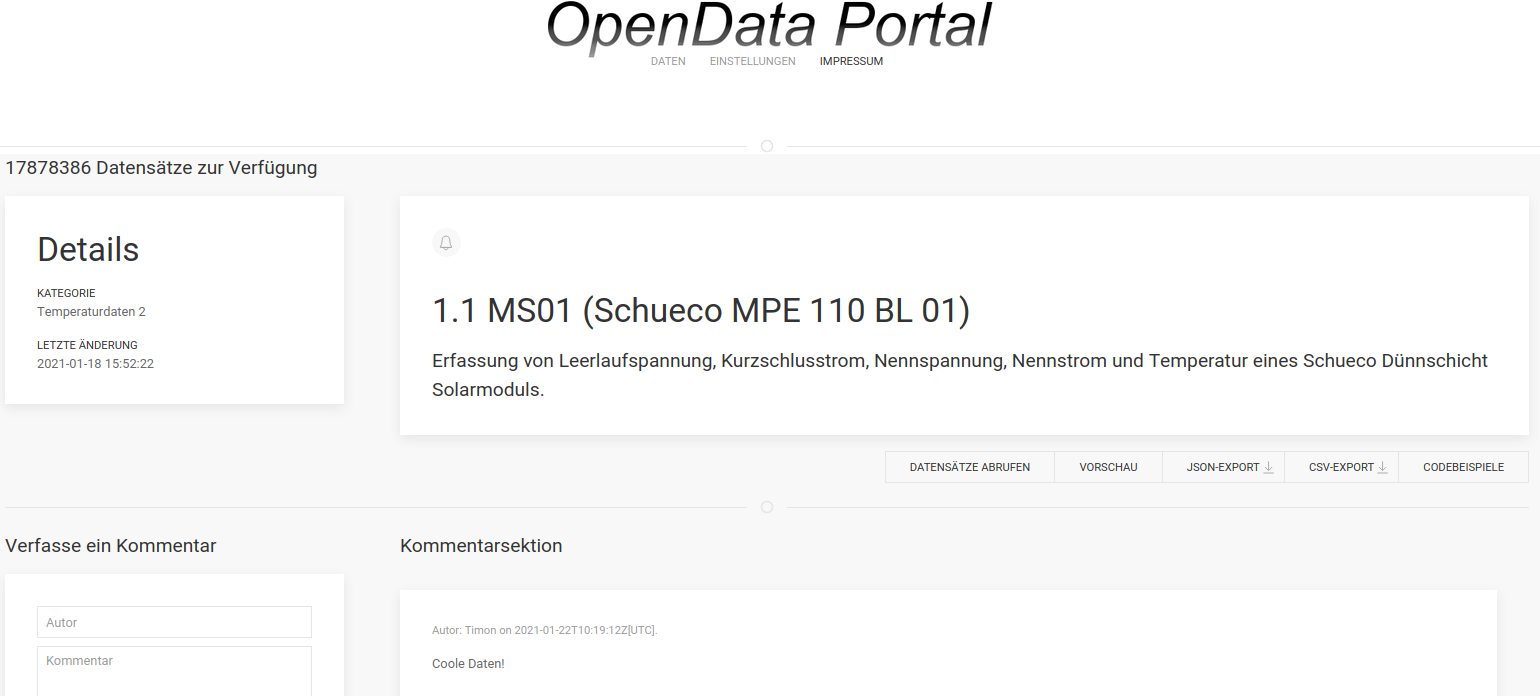 OpenData Portal
DATEN EINSTELLUNGEN IMPRESSUM
17878386 Datensätze zur Verfügung
Details
KATEGORIE
Temperaturdaten 2
LETZTE ÄNDERUNG
2021-01-18 15:52:22
1.1 MS01 (Schueco MPE 110 BL 01)
Erfassung von Leerlaufspannung, Kurzschlusstrom, Nennspannung, Nennstrom und Temperatur eines Schueco Dünnschicht
Solarmoduls.
DATENSÄTZE ABRUFEN VORSCHAU JSON-EXPORT CSV-EXPORT CODEBEISPIELE
Verfasse ein Kommentar
Autor
Kommentar
Kommentarsektion
Autor: Timon on 2021-01-22T10:19:12Z[UTC].
Coole Daten!